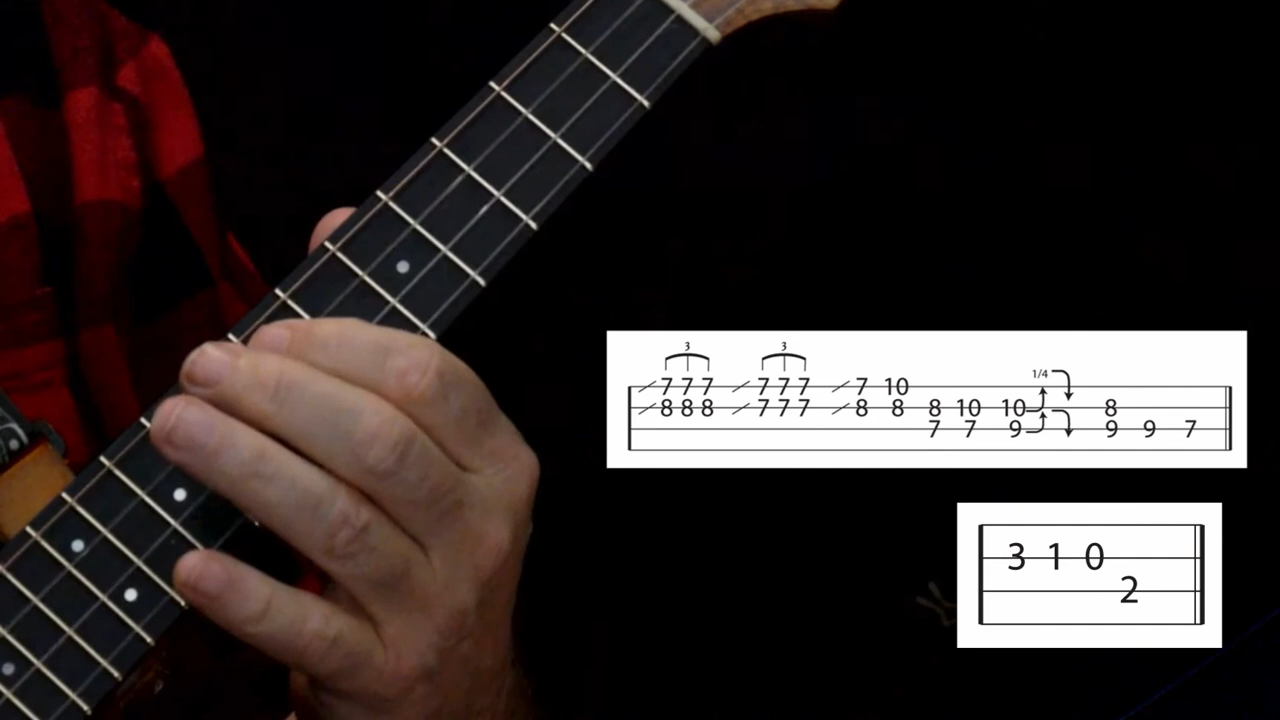 3 3
1/4
7 7 7 7 7 7 7 10
8 8 8 7 7 7 8 8 8 10 10 8
7 7 9 9 9 7
3 1 0
2